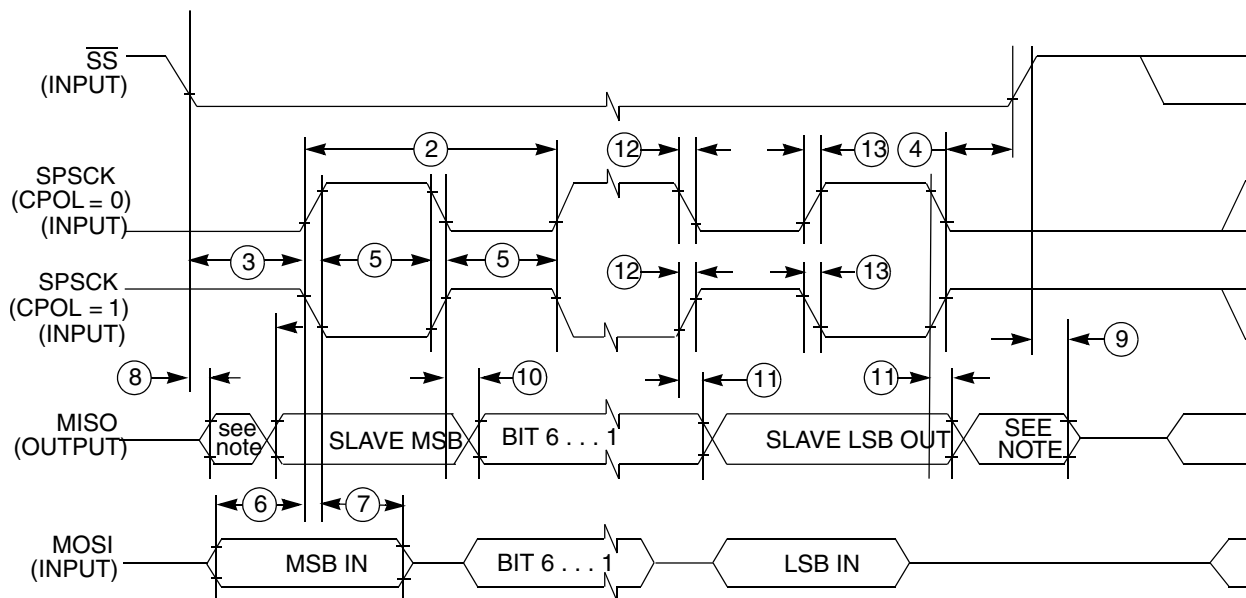 SS
(INPUT)
2
12
13
4
SPSCK
(CPOL = 0)
(INPUT)
3
5
5
12
13
SPSCK
(CPOL = 1)
(INPUT)
8
10
11
11
9
MISO
(OUTPUT)
see
note
SLAVE MSB
BIT 6 . . . 1
SLAVE LSB OUT
SEE
NOTE
6
7
MOSI
(INPUT)
MSB IN
BIT 6 . . . 1
LSB IN